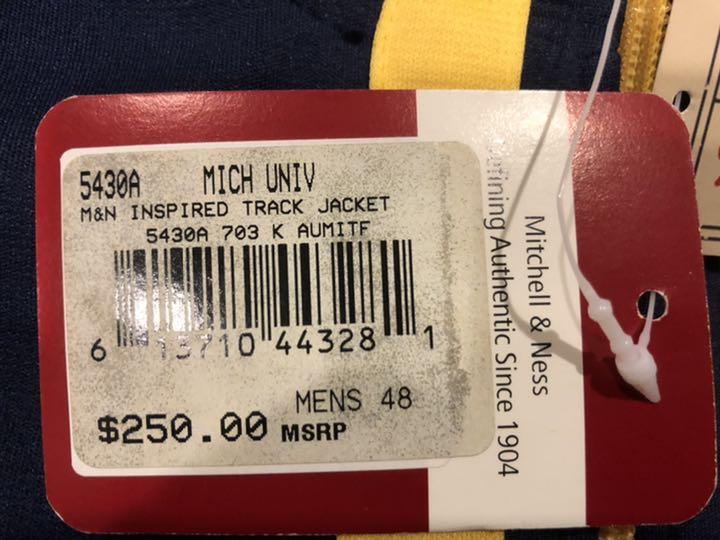 5430A MICH UNIV
M&N INSPIRED TRACK JACKET
5430A 703 K AUMITF
6 13710 44328 1
MENS 48
$250.00 MSRP
Mitchell & Ness
Authentic Since 1904